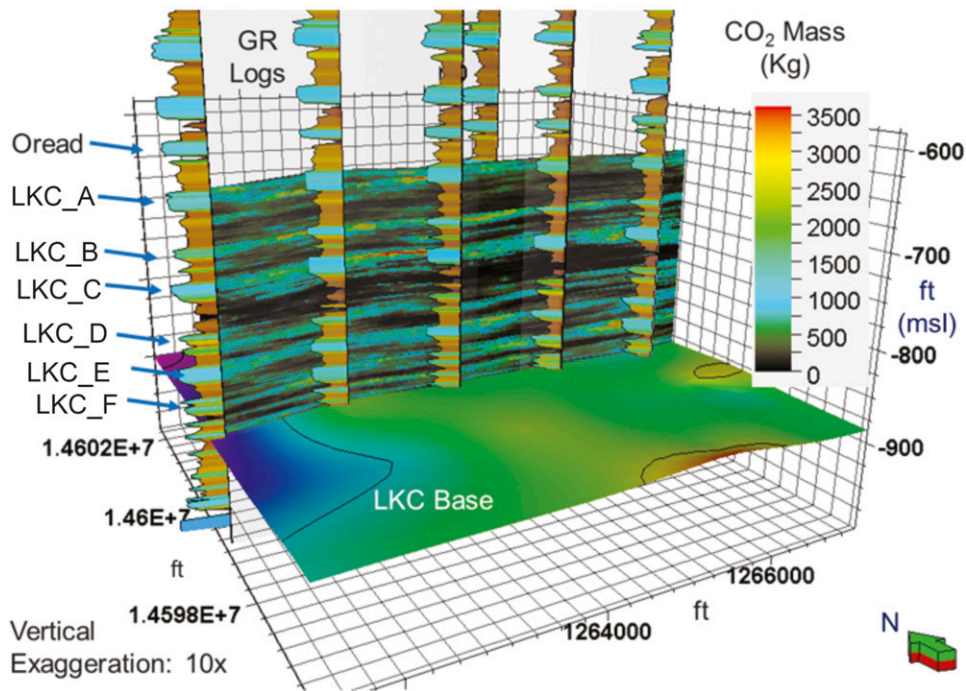 GR
Logs
CO₂ Mass
(Kg)
3500
3000
2500
2000
1500
1000
500
0
Oread
LKC_A
LKC_B
LKC_C
LKC_D
LKC_E
LKC_F
-600
-700
ft
(msl)
-800
-900
1.4602E+7
1.46E+7
ft
1.4598E+7
LKC Base
1266000
ft
1264000
N
Vertical
Exaggeration: 10x